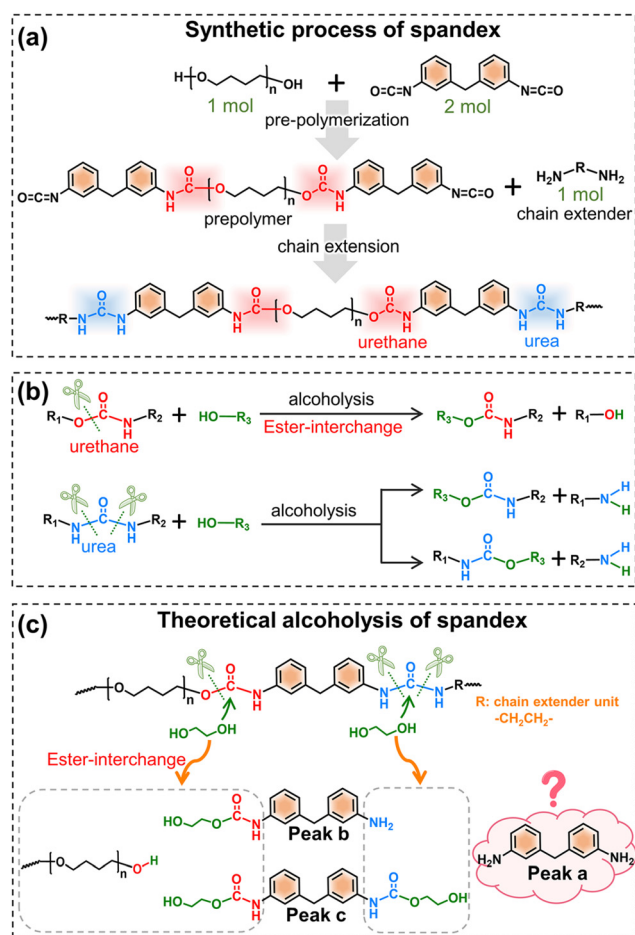 (a) Synthetic process of spandex
H O OH n + O=C=N N=C=O
1 mol 2 mol
pre-polymerization
O=C=N N H O O n O O N H N=C=O + H₂N R NH₂
prepolymer 1 mol
chain extender
chain extension
R N H O N H N H O O n O O N H N H O N H R
urethane urea
(b)
R₁ O O N H R₂ + HO R₃ alcoholysis R₃ O O N H R₂ + R₁ OH
urethane Ester-interchange
R₁ N H O N H R₂ + HO R₃ alcoholysis R₃ O C O N H R₂ + R₁ N H H
urea
R₁ N H C O O R₃ + R₂ N H H
(c) Theoretical alcoholysis of spandex
O n O C O N H N H C O N H R
R: chain extender unit
-CH₂CH₂-
HO OH HO OH
Ester-interchange
HO O C O N H NH₂
Peak b
O n O H
HO O C O N H N H C O O OH
Peak c
?
H₂N NH₂
Peak a